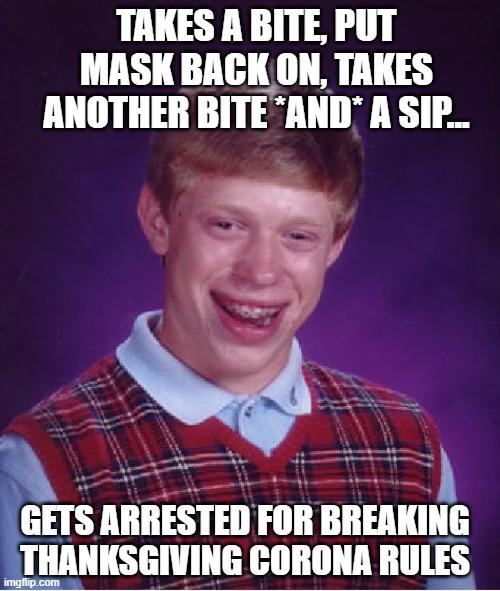 TAKES A BITE, PUT
MASK BACK ON, TAKES
ANOTHER BITE *AND* A SIP...
GETS ARRESTED FOR BREAKING
THANKSGIVING CORONA RULES
imgflip.com